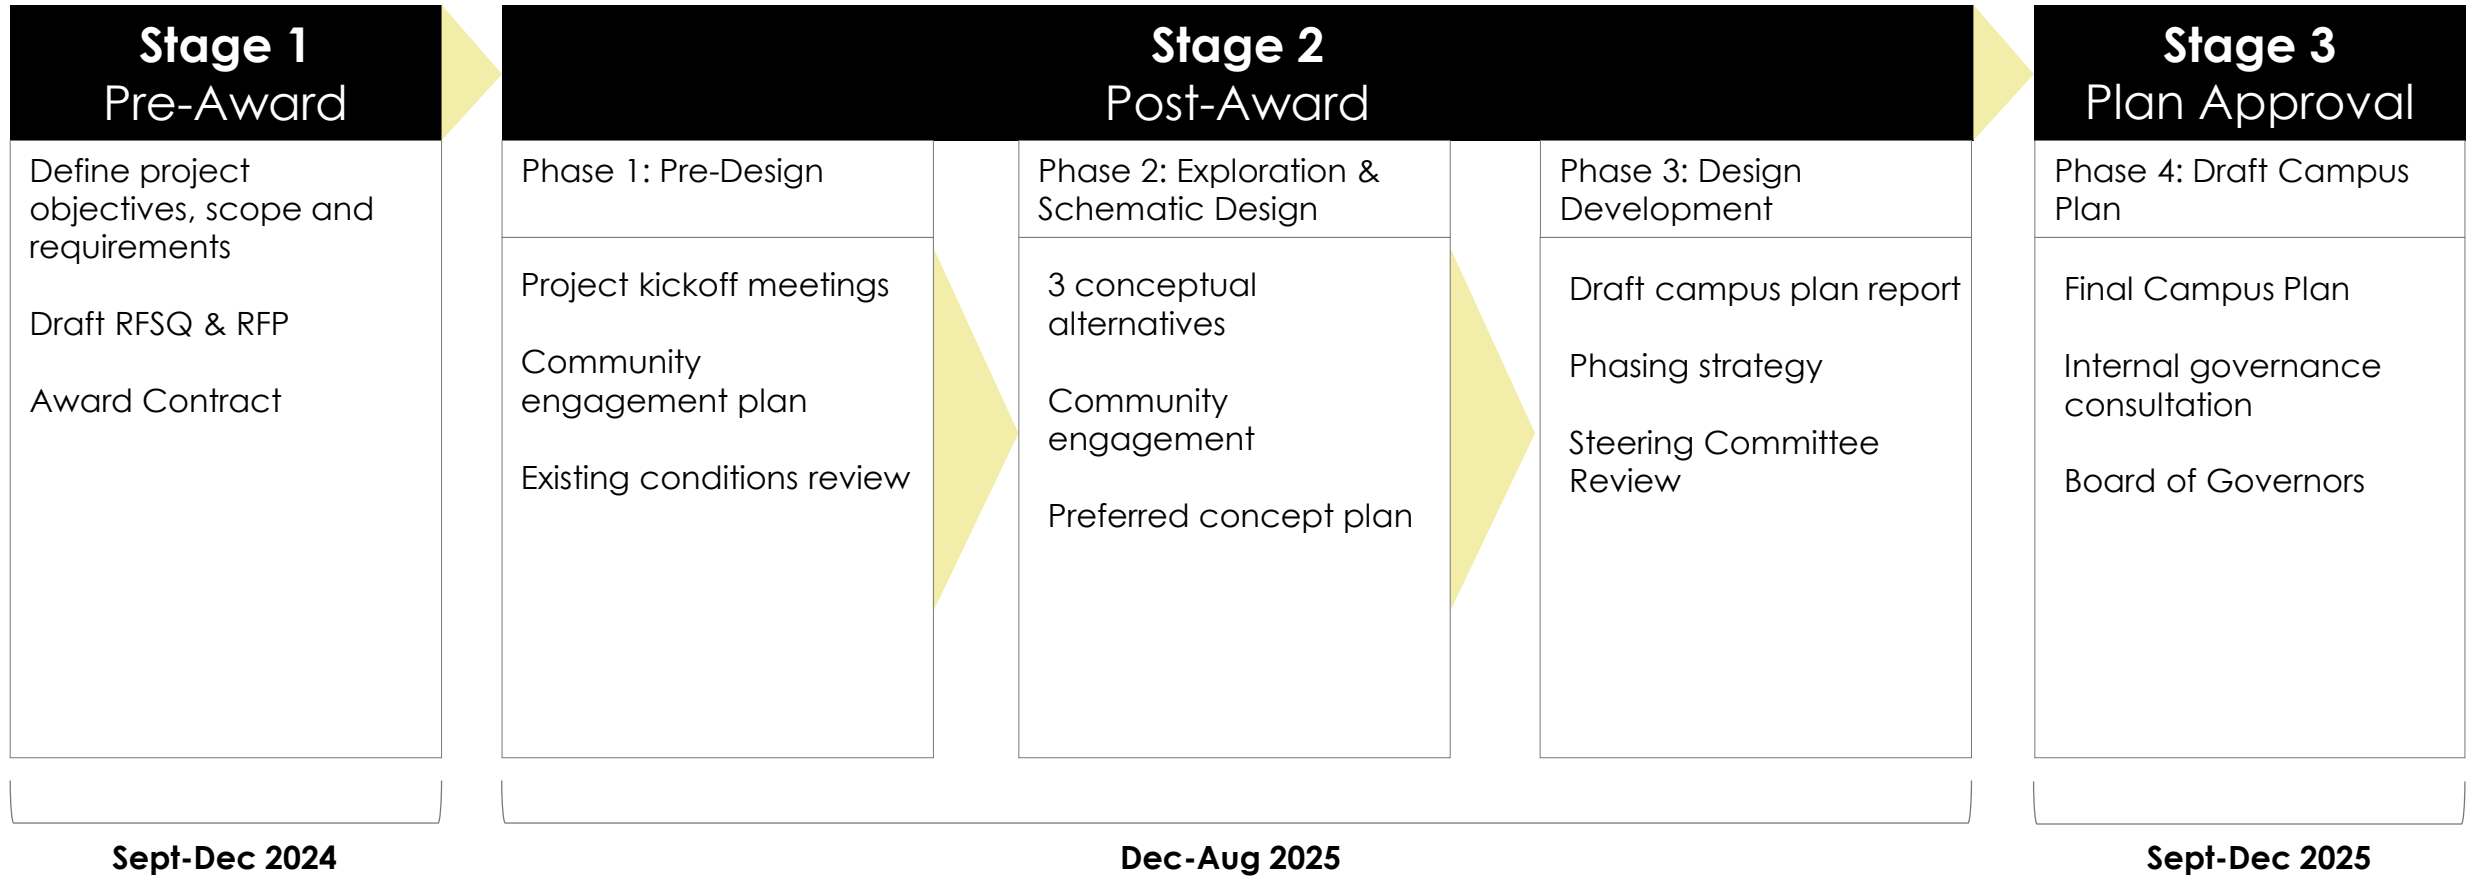 Stage 1
Pre-Award
Define project
objectives, scope and
requirements
Draft RFSQ & RFP
Award Contract
Sept-Dec 2024
Stage 2
Post-Award
Phase 1: Pre-Design
Project kickoff meetings
Community
engagement plan
Existing conditions review
Phase 2: Exploration &
Schematic Design
3 conceptual
alternatives
Community
engagement
Preferred concept plan
Phase 3: Design
Development
Draft campus plan report
Phasing strategy
Steering Committee
Review
Dec-Aug 2025
Stage 3
Plan Approval
Phase 4: Draft Campus
Plan
Final Campus Plan
Internal governance
consultation
Board of Governors
Sept-Dec 2025